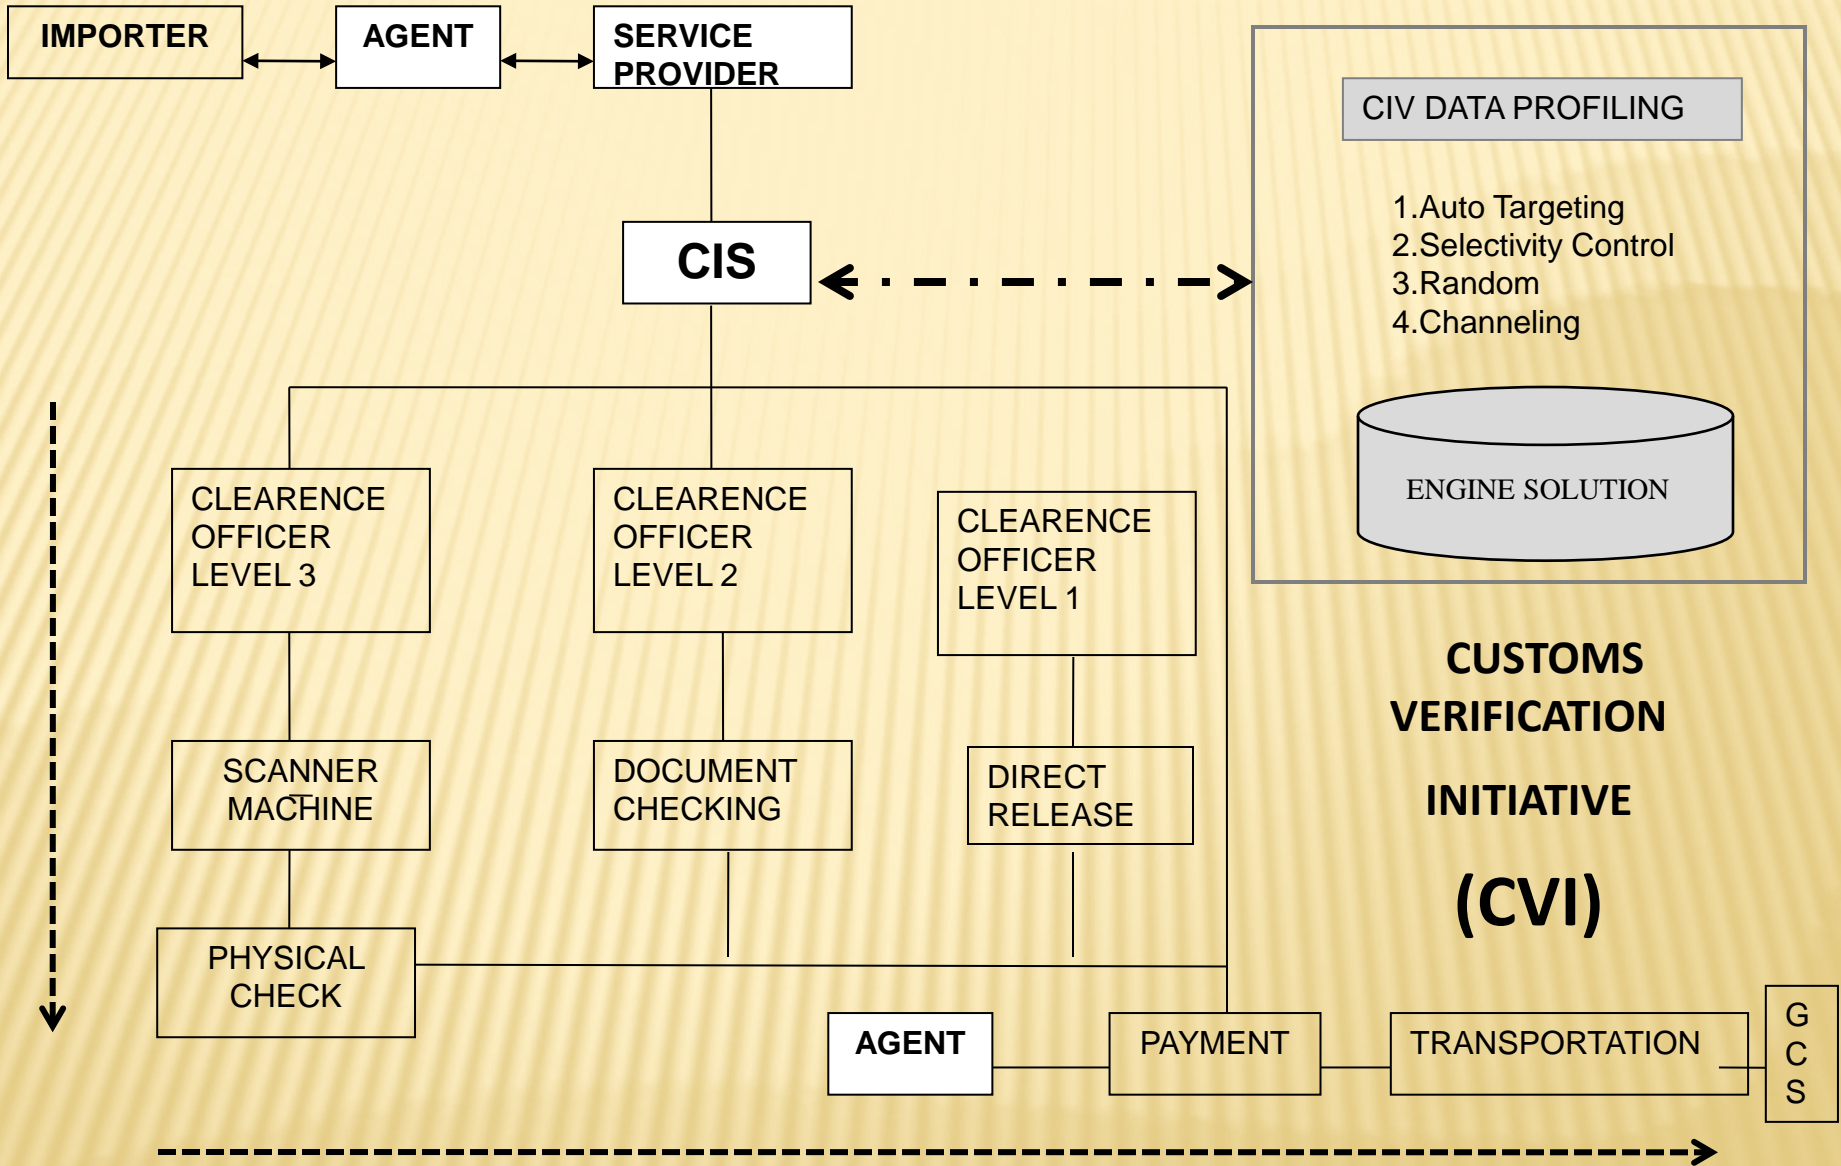 IMPORTER
AGENT
SERVICE
PROVIDER
CIS
CIV DATA PROFILING
1.Auto Targeting
2.Selectivity Control
3.Random
4.Channeling
ENGINE SOLUTION
CLEARENCE
OFFICER
LEVEL 3
CLEARENCE
OFFICER
LEVEL 2
CLEARENCE
OFFICER
LEVEL 1
SCANNER
MACHINE
DOCUMENT
CHECKING
DIRECT
RELEASE
PHYSICAL
CHECK
CUSTOMS
VERIFICATION
INITIATIVE
(CVI)
AGENT
PAYMENT
TRANSPORTATION
G
C
S